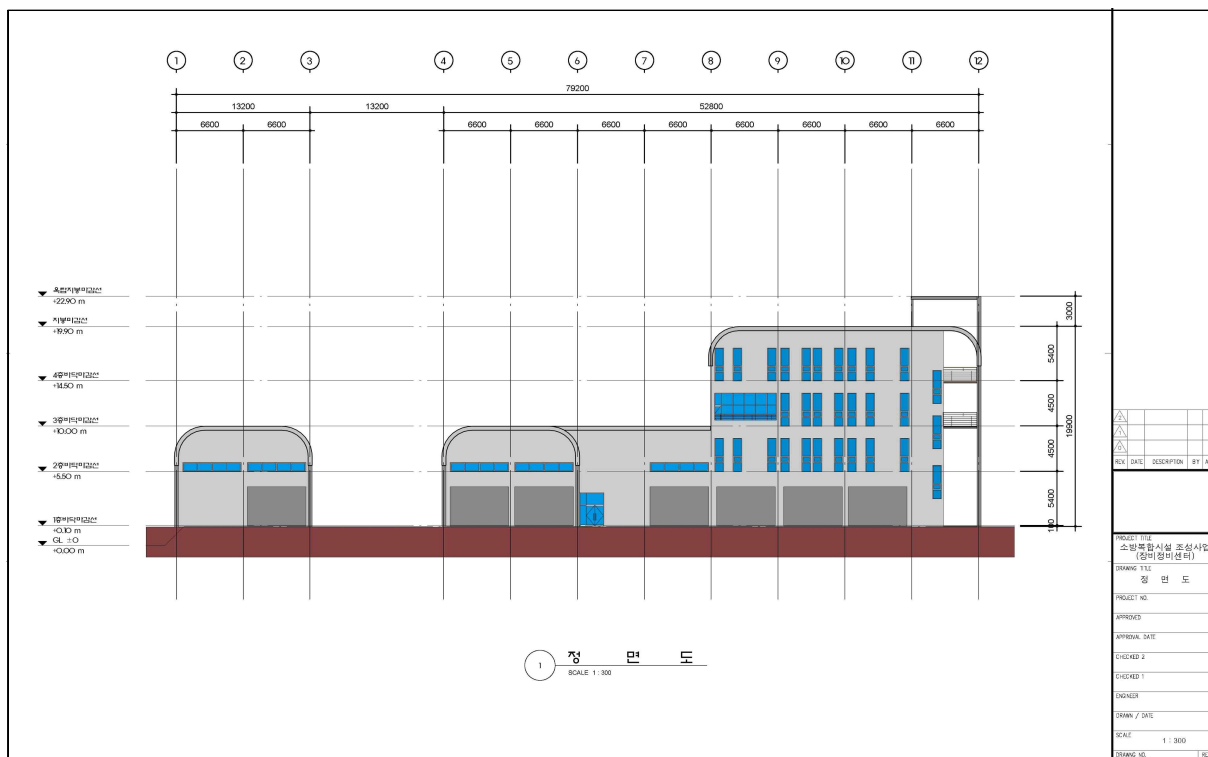 1 2 3 4 5 6 7 8 9 10 11 12
79200
13200 13200 52800
6600 6600 6600 6600 6600 6600 6600 6600 6600 6600
옥탑지붕마감선
+22.90 m
지붕마감선
+19.90 m
4층바닥마감선
+14.50 m
3층바닥마감선
+10.00 m
2층바닥마감선
+5.50 m
1층바닥마감선
+0.10 m
GL ±0
+0.00 m
3000
5400
4500
4500
5400
100
19900
1
정 면 도
SCALE 1 : 300
2
1
0
REV. DATE DESCRIPTION BY
PROJECT TITLE
소방복합시설 조성사업
(장비정비센터)
DRAWING TITLE
정 면 도
PROJECT NO.
APPROVED
APPROVAL DATE
CHECKED 2
CHECKED 1
ENGINEER
DRAWN / DATE
SCALE
1 : 300
DRAWING NO.